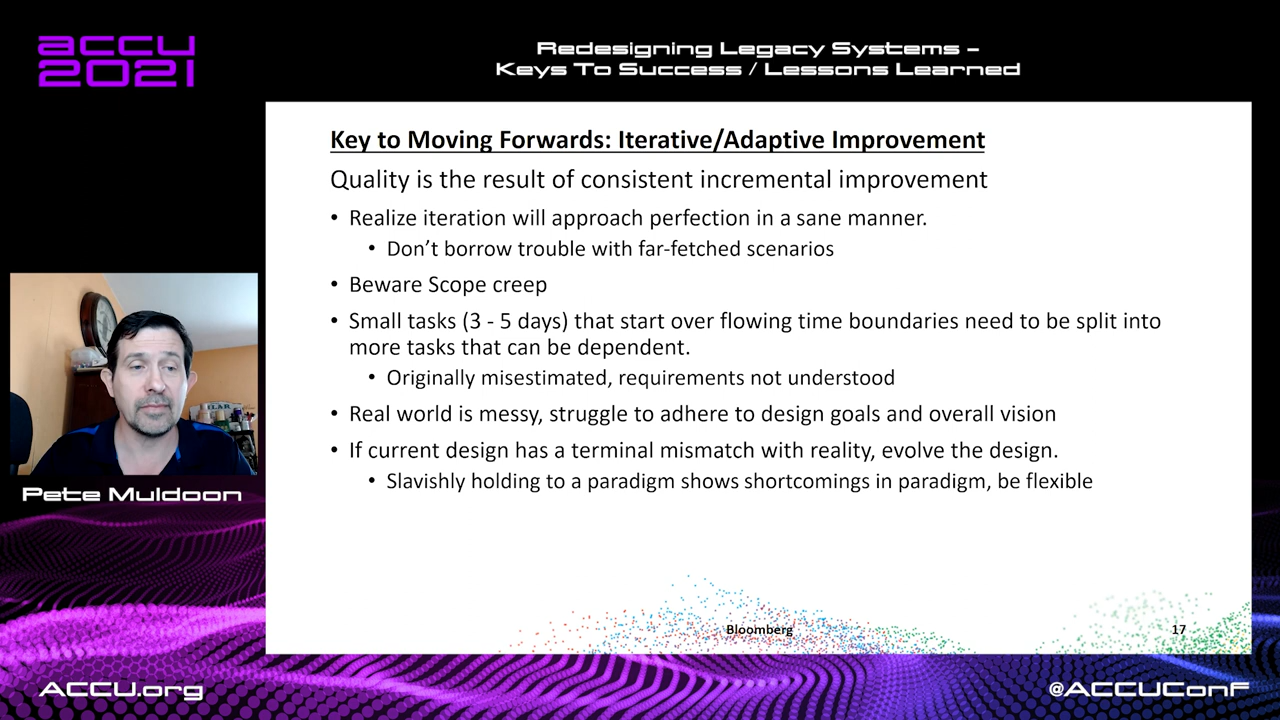 accu
2021
Redesigning Legacy Systems –
Keys To Success / Lessons Learned
Key to Moving Forwards: Iterative/Adaptive Improvement
Quality is the result of consistent incremental improvement
• Realize iteration will approach perfection in a sane manner.
• Don’t borrow trouble with far-fetched scenarios
• Beware Scope creep
• Small tasks (3 - 5 days) that start over flowing time boundaries need to be split into
more tasks that can be dependent.
• Originally misestimated, requirements not understood
• Real world is messy, struggle to adhere to design goals and overall vision
• If current design has a terminal mismatch with reality, evolve the design.
• Slavishly holding to a paradigm shows shortcomings in paradigm, be flexible
Pete Muldoon
Bloomberg
17
ACCU.org
@ACCUConf